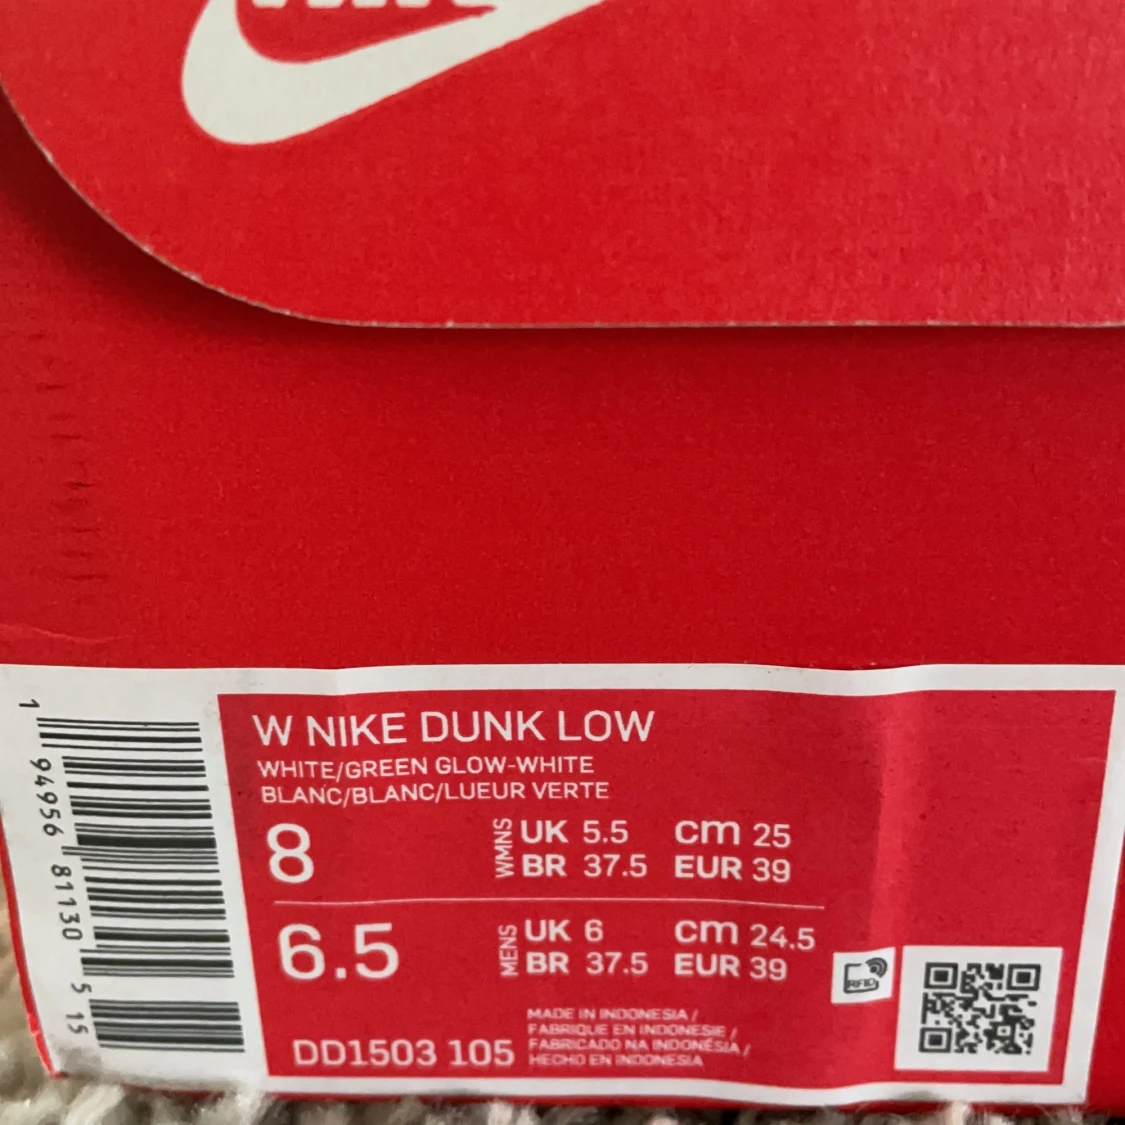 W NIKE DUNK LOW
WHITE/GREEN GLOW-WHITE
BLANC/BLANC/LUEUR VERTE
8
WMNS
UK 5.5 cm 25
BR 37.5 EUR 39
6.5
MENS
UK 6 cm 24.5
BR 37.5 EUR 39
DD1503 105
MADE IN INDONESIA /
FABRIQUE EN INDONESIE /
FABRICADO NA INDONÉSIA /
HECHO EN INDONESIA
RFID
1 94956 81130 5 15